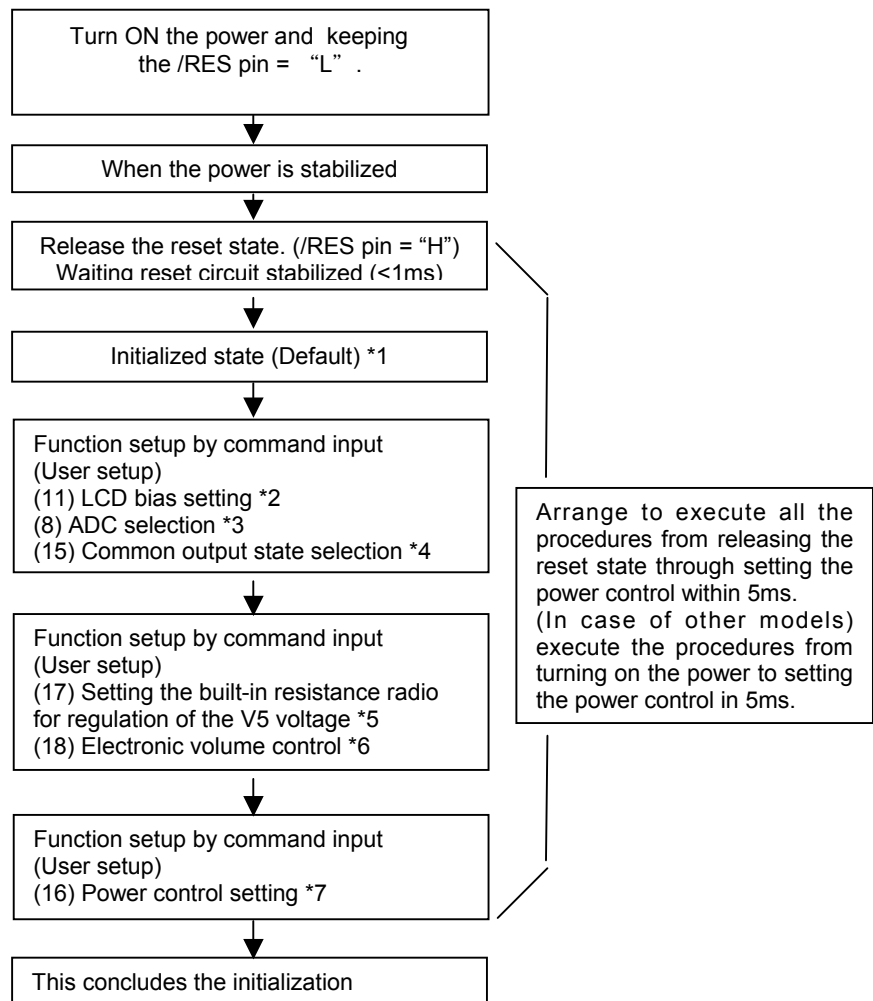 Turn ON the power and keeping
the /RES pin = “L” .
When the power is stabilized
Release the reset state. (/RES pin = “H”)
Waiting reset circuit stabilized (<1ms)
Initialized state (Default) *1
Function setup by command input
(User setup)
(11) LCD bias setting *2
(8) ADC selection *3
(15) Common output state selection *4
Function setup by command input
(User setup)
(17) Setting the built-in resistance radio
for regulation of the V5 voltage *5
(18) Electronic volume control *6
Function setup by command input
(User setup)
(16) Power control setting *7
This concludes the initialization
Arrange to execute all the
procedures from releasing the
reset state through setting the
power control within 5ms.
(In case of other models)
execute the procedures from
turning on the power to setting
the power control in 5ms.